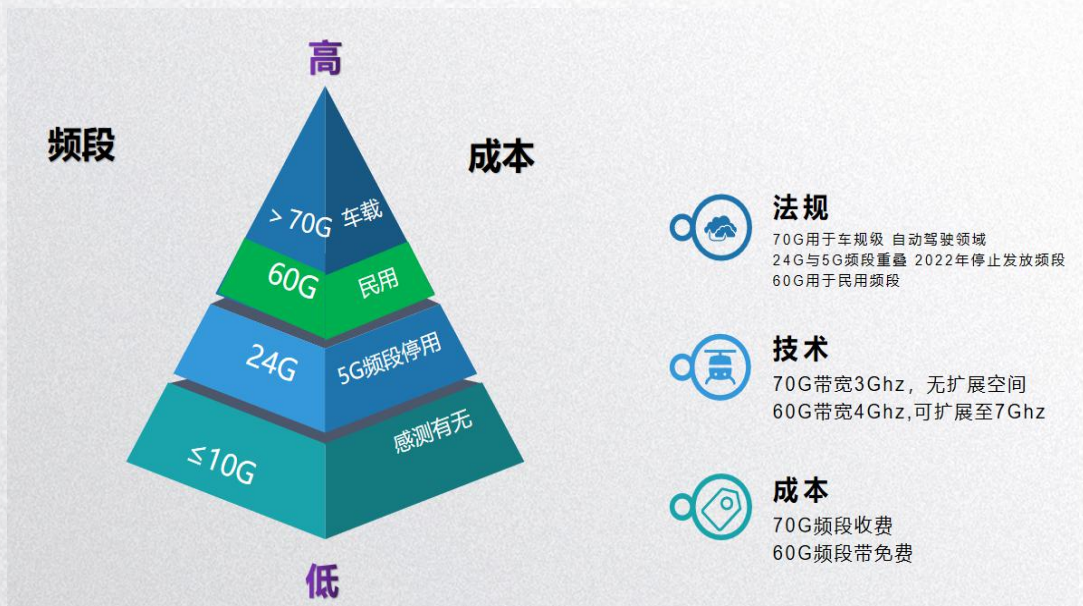 高
频段
成本
> 70G 车载
60G 民用
24G 5G频段停用
≤10G 感测有无
低
法规
70G用于车规级 自动驾驶领域
24G与5G频段重叠 2022年停止发放频段
60G用于民用频段
技术
70G带宽3Ghz，无扩展空间
60G带宽4Ghz,可扩展至7Ghz
成本
70G频段收费
60G频段带免费